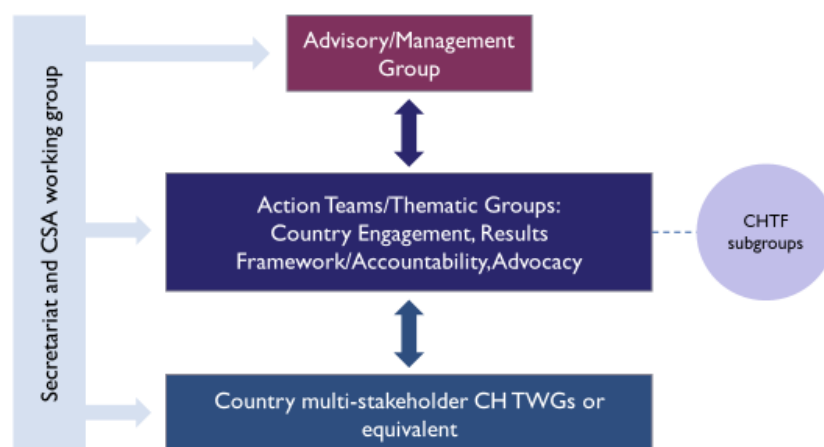 Secretariat and CSA working group
Advisory/Management
Group
Action Teams/Thematic Groups:
Country Engagement, Results
Framework/Accountability,Advocacy
CHTF
subgroups
Country multi-stakeholder CH TWGs or
equivalent